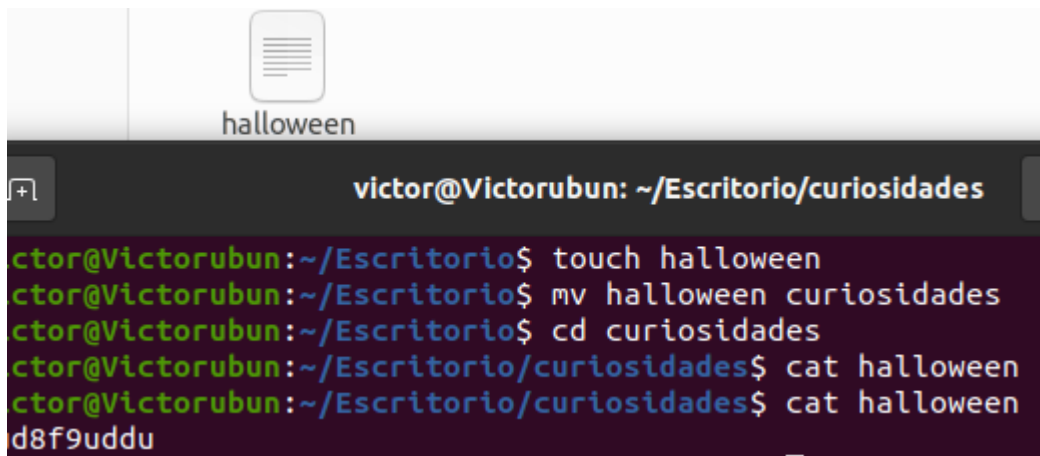 halloween
victor@Victorubun: ~/Escritorio/curiosidades
ctor@Victorubun:~/Escritorio$ touch halloween
ctor@Victorubun:~/Escritorio$ mv halloween curiosidades
ctor@Victorubun:~/Escritorio$ cd curiosidades
ctor@Victorubun:~/Escritorio/curiosidades$ cat halloween
ctor@Victorubun:~/Escritorio/curiosidades$ cat halloween
d8f9uddu